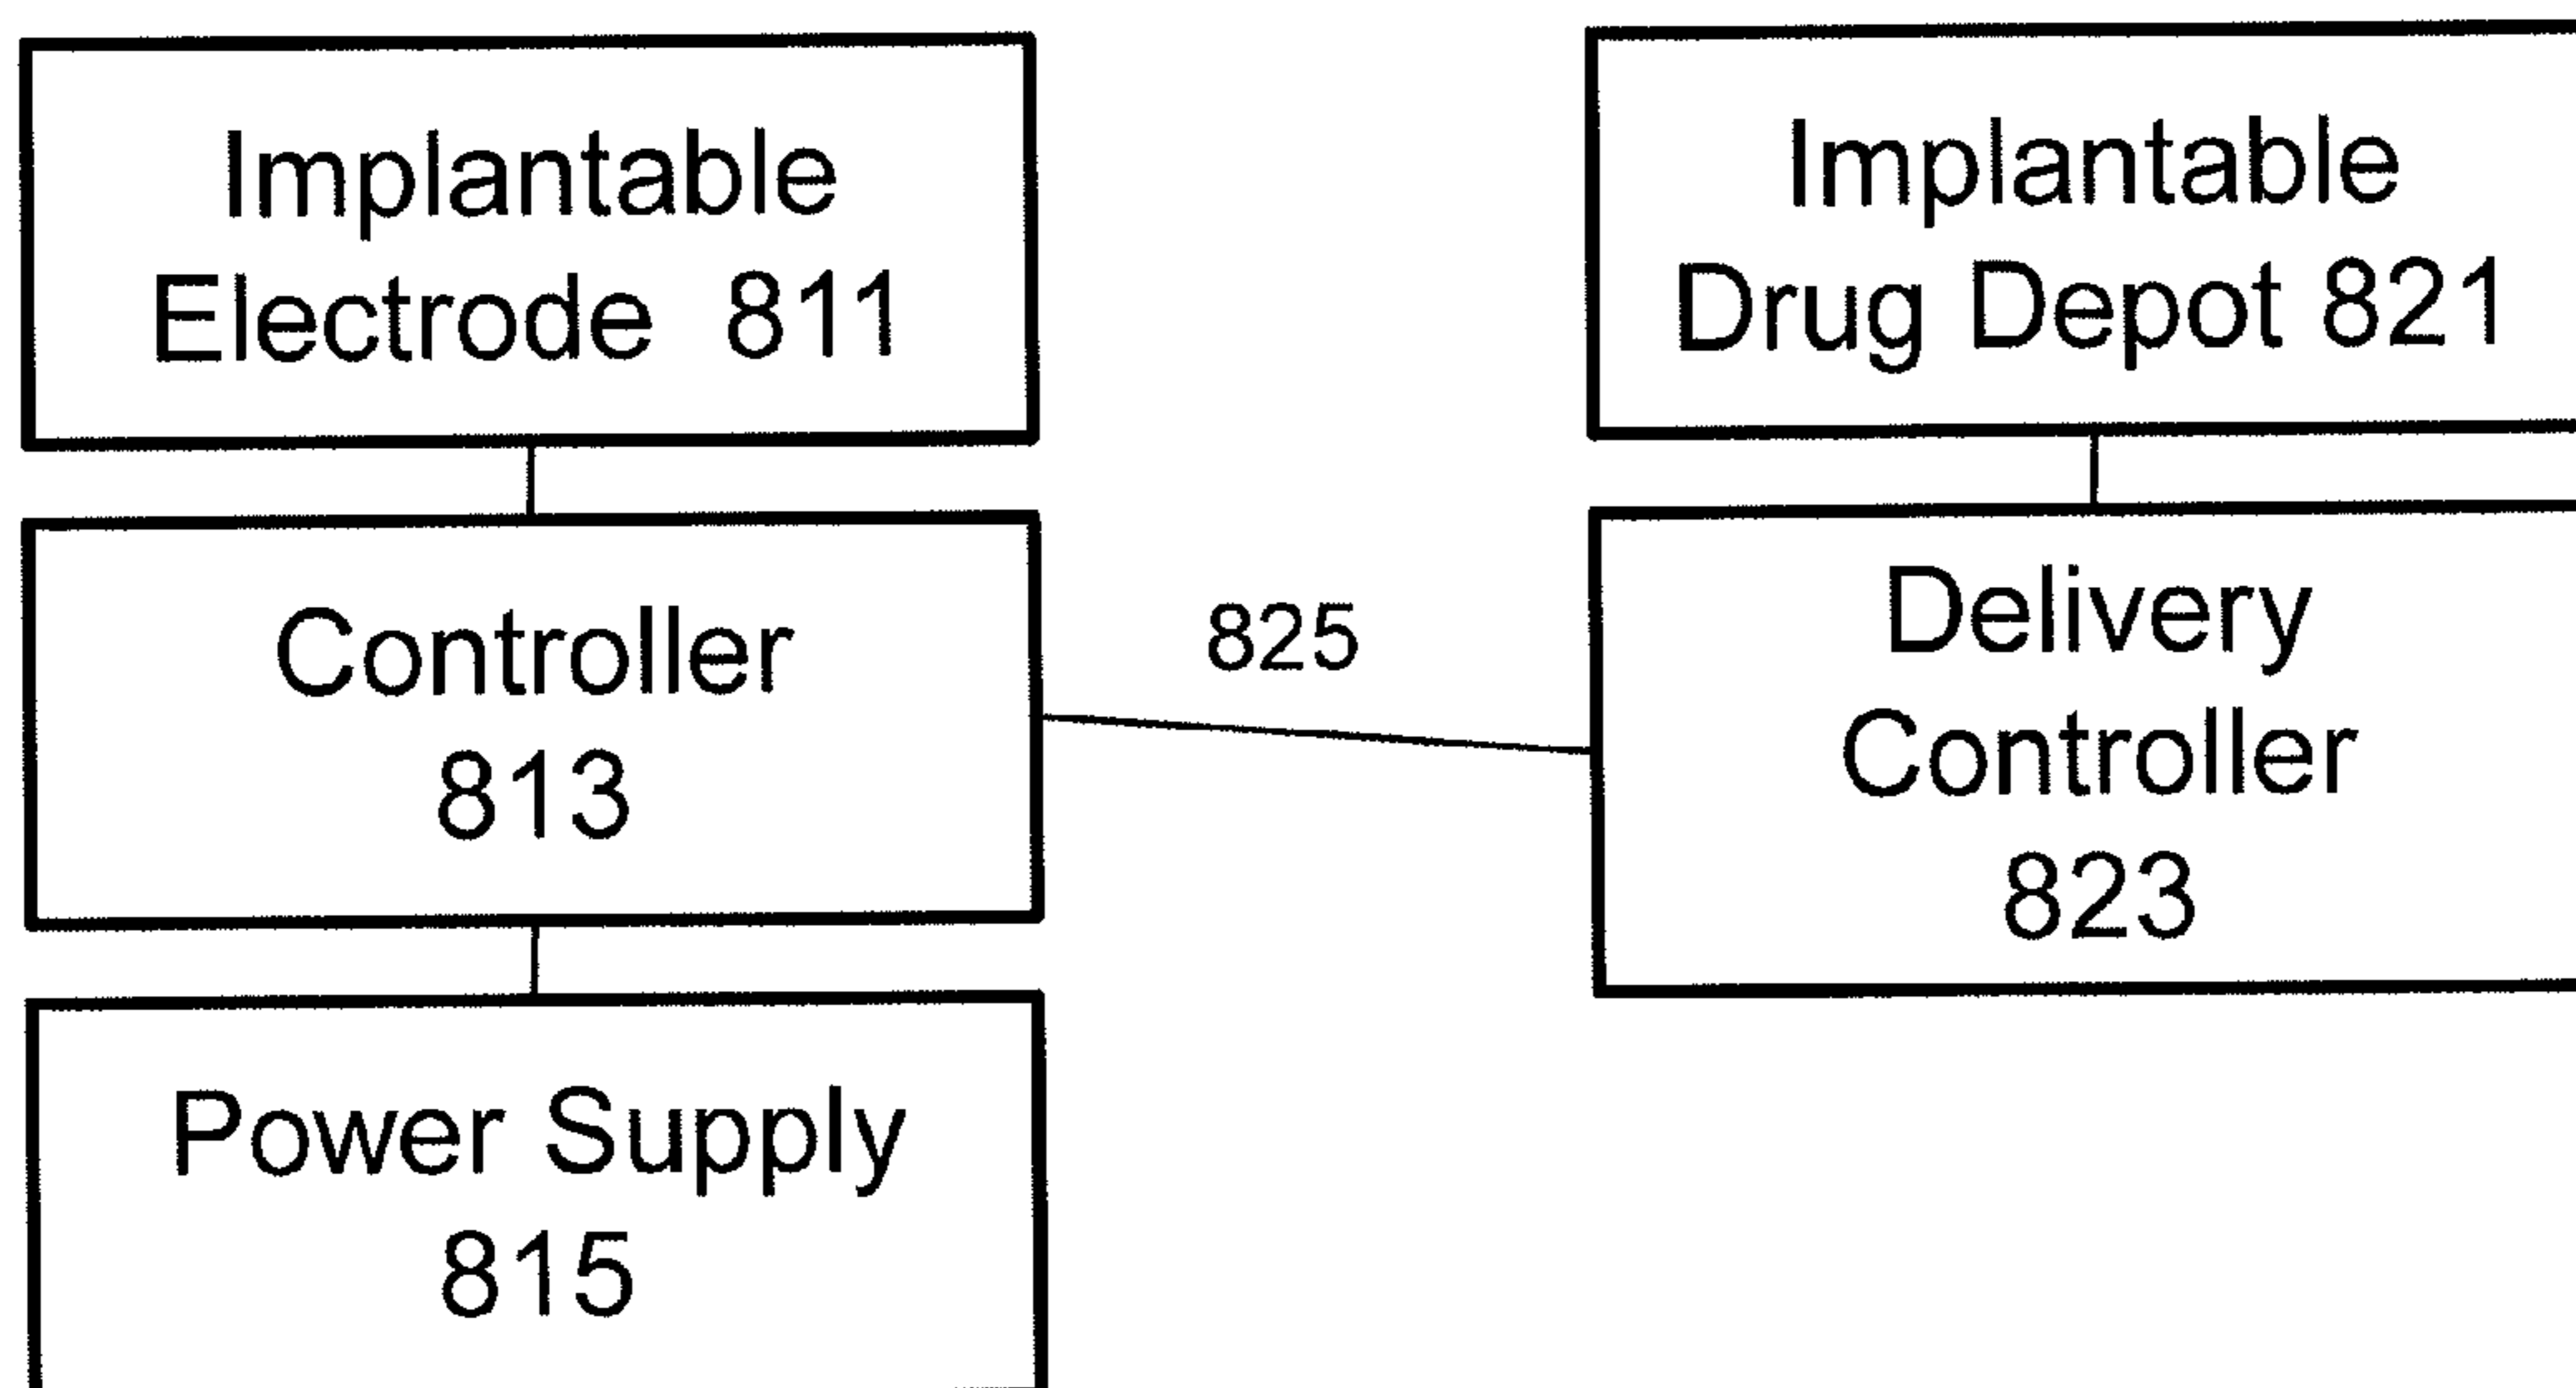 Implantable
Electrode 811
Implantable
Drug Depot 821
Controller
813
825
Delivery
Controller
823
Power Supply
815